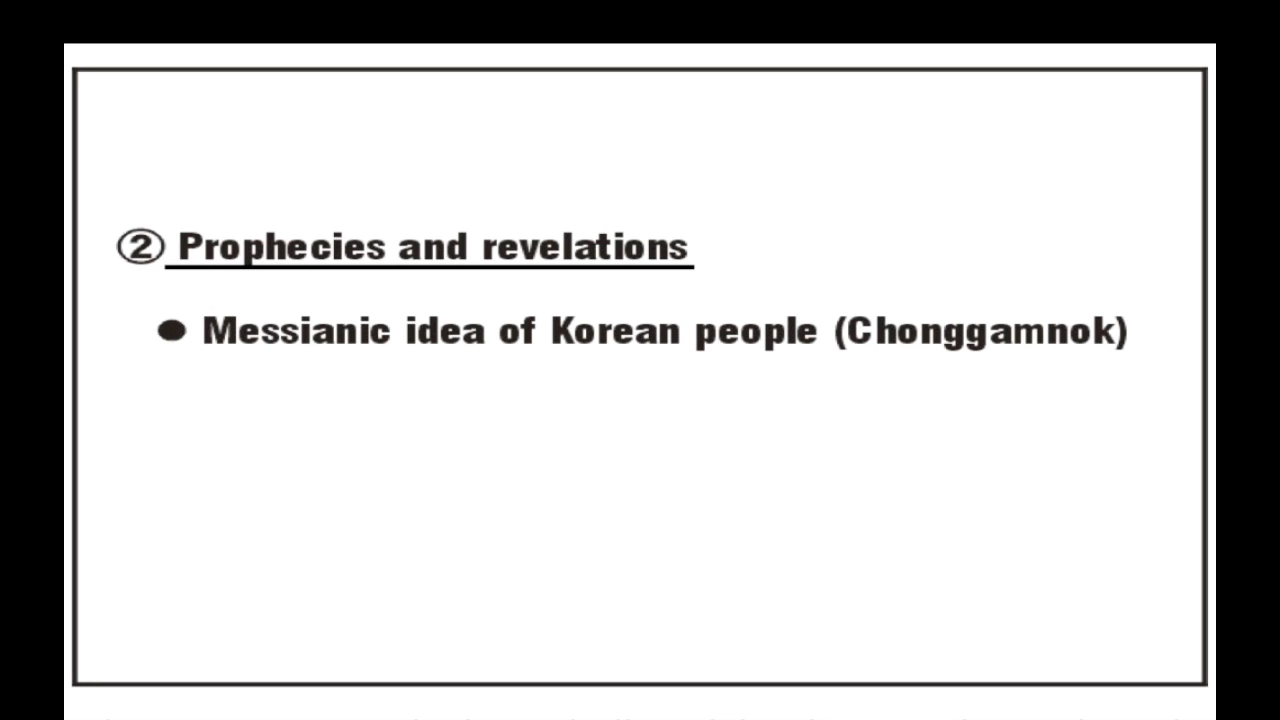 ② Prophecies and revelations
● Messianic idea of Korean people (Chonggamnok)